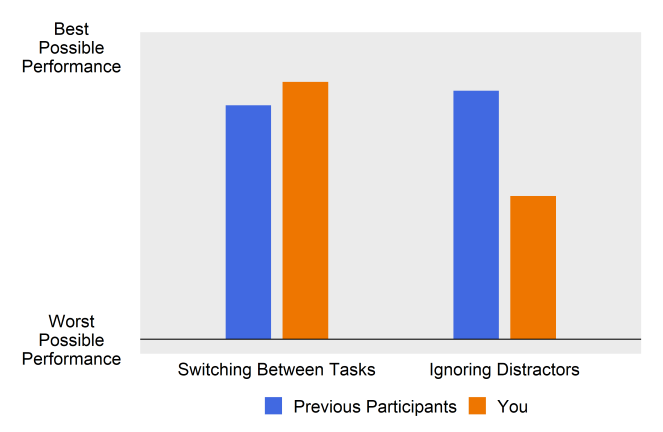 Best
Possible
Performance
Worst
Possible
Performance
Switching Between Tasks
Ignoring Distractors
Previous Participants
You